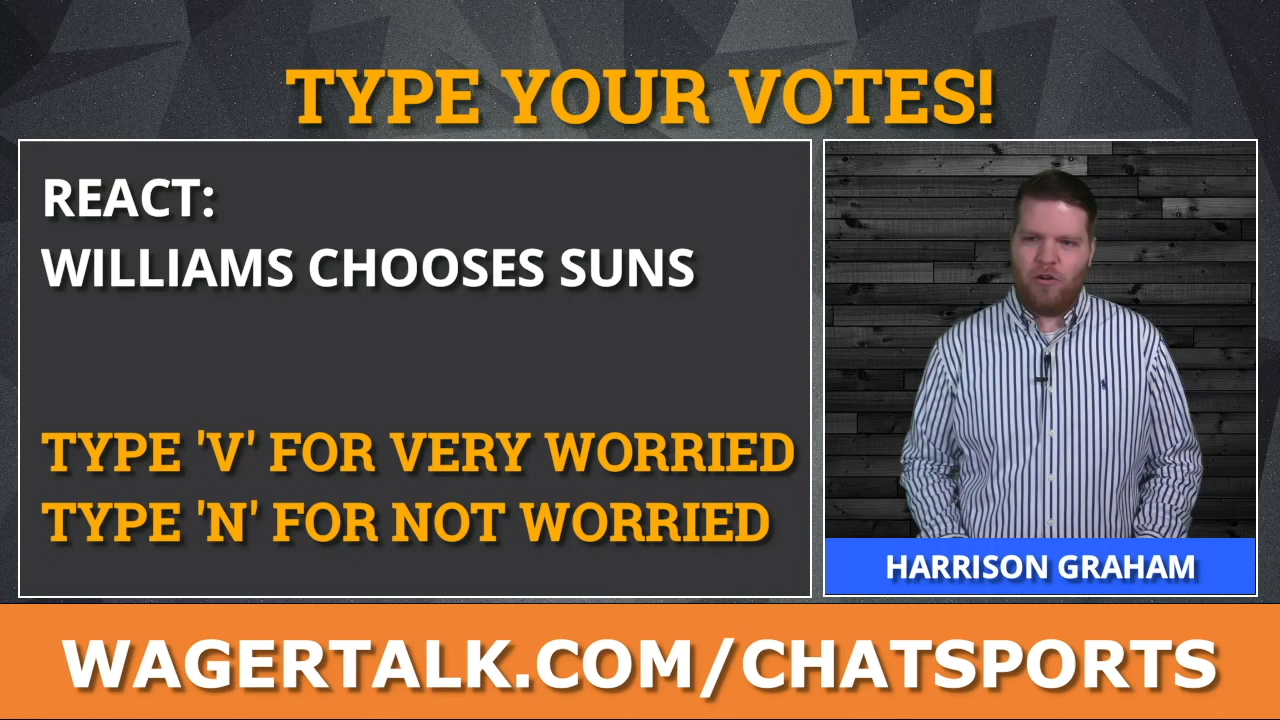 TYPE YOUR VOTES!
REACT:
WILLIAMS CHOOSES SUNS
TYPE 'V' FOR VERY WORRIED
TYPE 'N' FOR NOT WORRIED
HARRISON GRAHAM
WAGERTALK.COM/CHATSPORTS